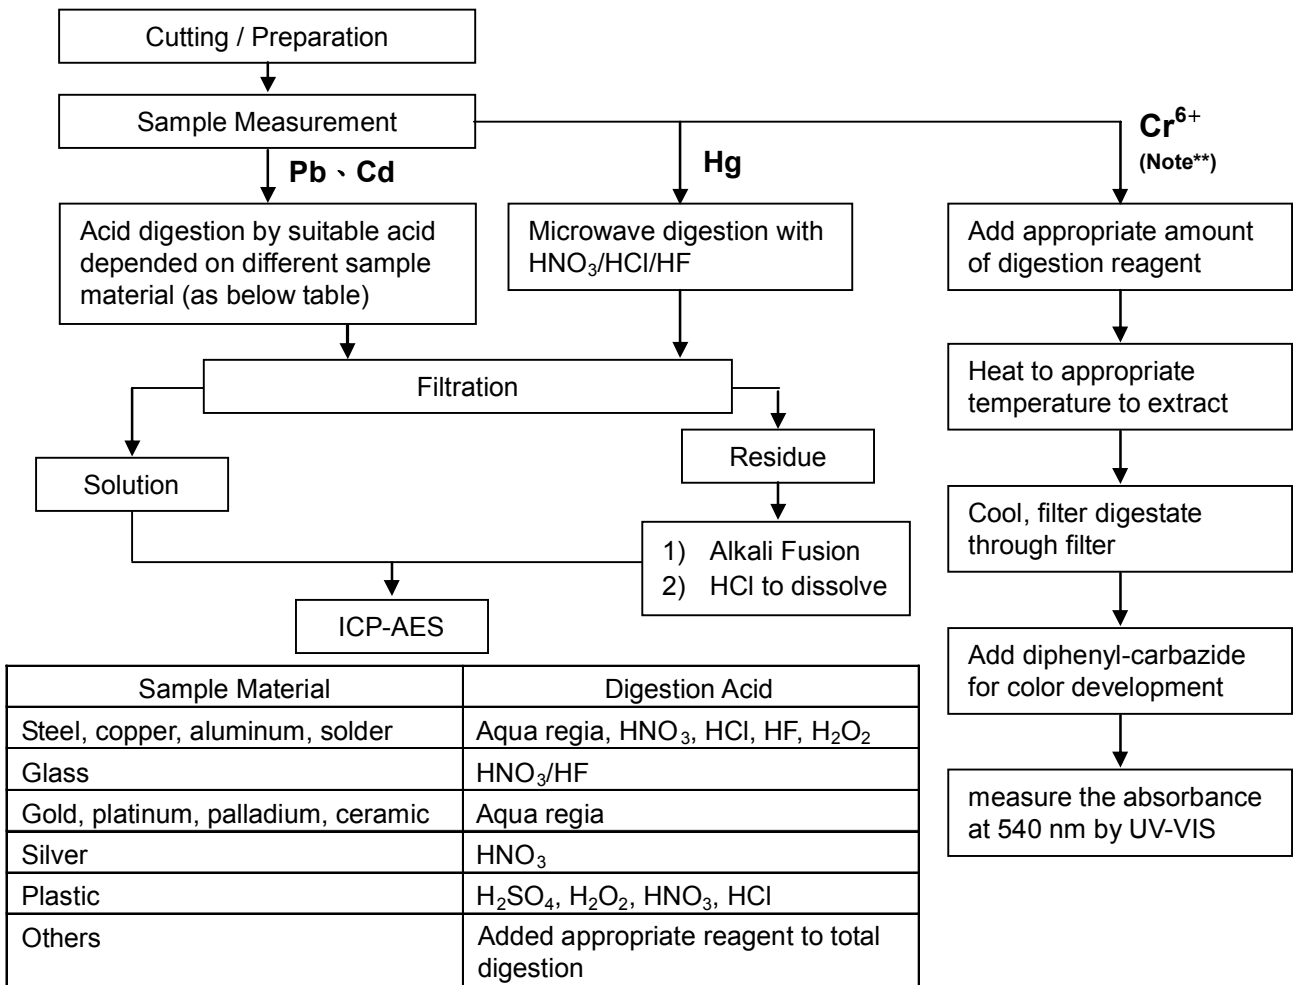 Cutting / Preparation
Sample Measurement
Pb、Cd
Hg
Cr⁶⁺
(Note**)
Acid digestion by suitable acid
depended on different sample
material (as below table)
Microwave digestion with
HNO₃/HCl/HF
Add appropriate amount
of digestion reagent
Filtration
Heat to appropriate
temperature to extract
Solution
Residue
1) Alkali Fusion
2) HCl to dissolve
Cool, filter digestate
through filter
ICP-AES
Add diphenyl-carbazide
for color development
measure the absorbance
at 540 nm by UV-VIS
Sample Material Digestion Acid
Steel, copper, aluminum, solder Aqua regia, HNO₃, HCl, HF, H₂O₂
Glass HNO₃/HF
Gold, platinum, palladium, ceramic Aqua regia
Silver HNO₃
Plastic H₂SO₄, H₂O₂, HNO₃, HCl
Others Added appropriate reagent to total
digestion